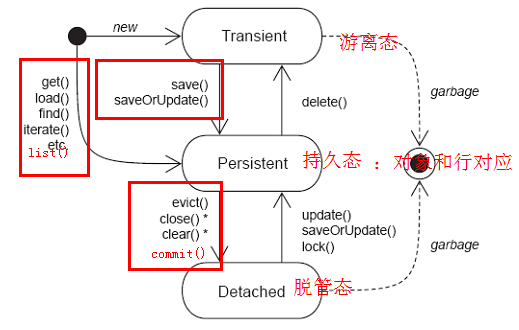 new
Transient
游离态
get()
load()
find()
iterate()
etc
list()
save()
saveOrUpdate()
delete()
garbage
Persistent
持久态 : 对象和行对应
evict()
close() *
clear() *
commit()
update()
saveOrUpdate()
lock()
garbage
Detached
脱管态